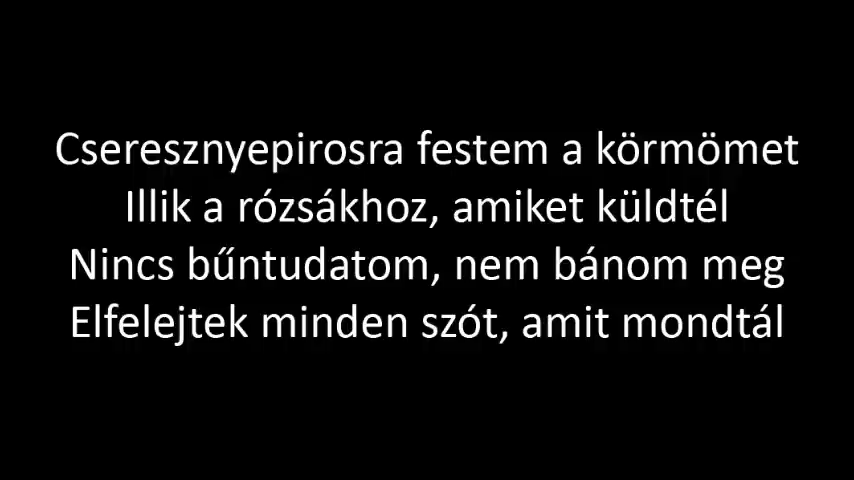 Cseresznyepirosra festem a körmömet
Illik a rózsákhoz, amiket küldtél
Nincs bűntudatom, nem bánom meg
Elfelejtek minden szót, amit mondtál